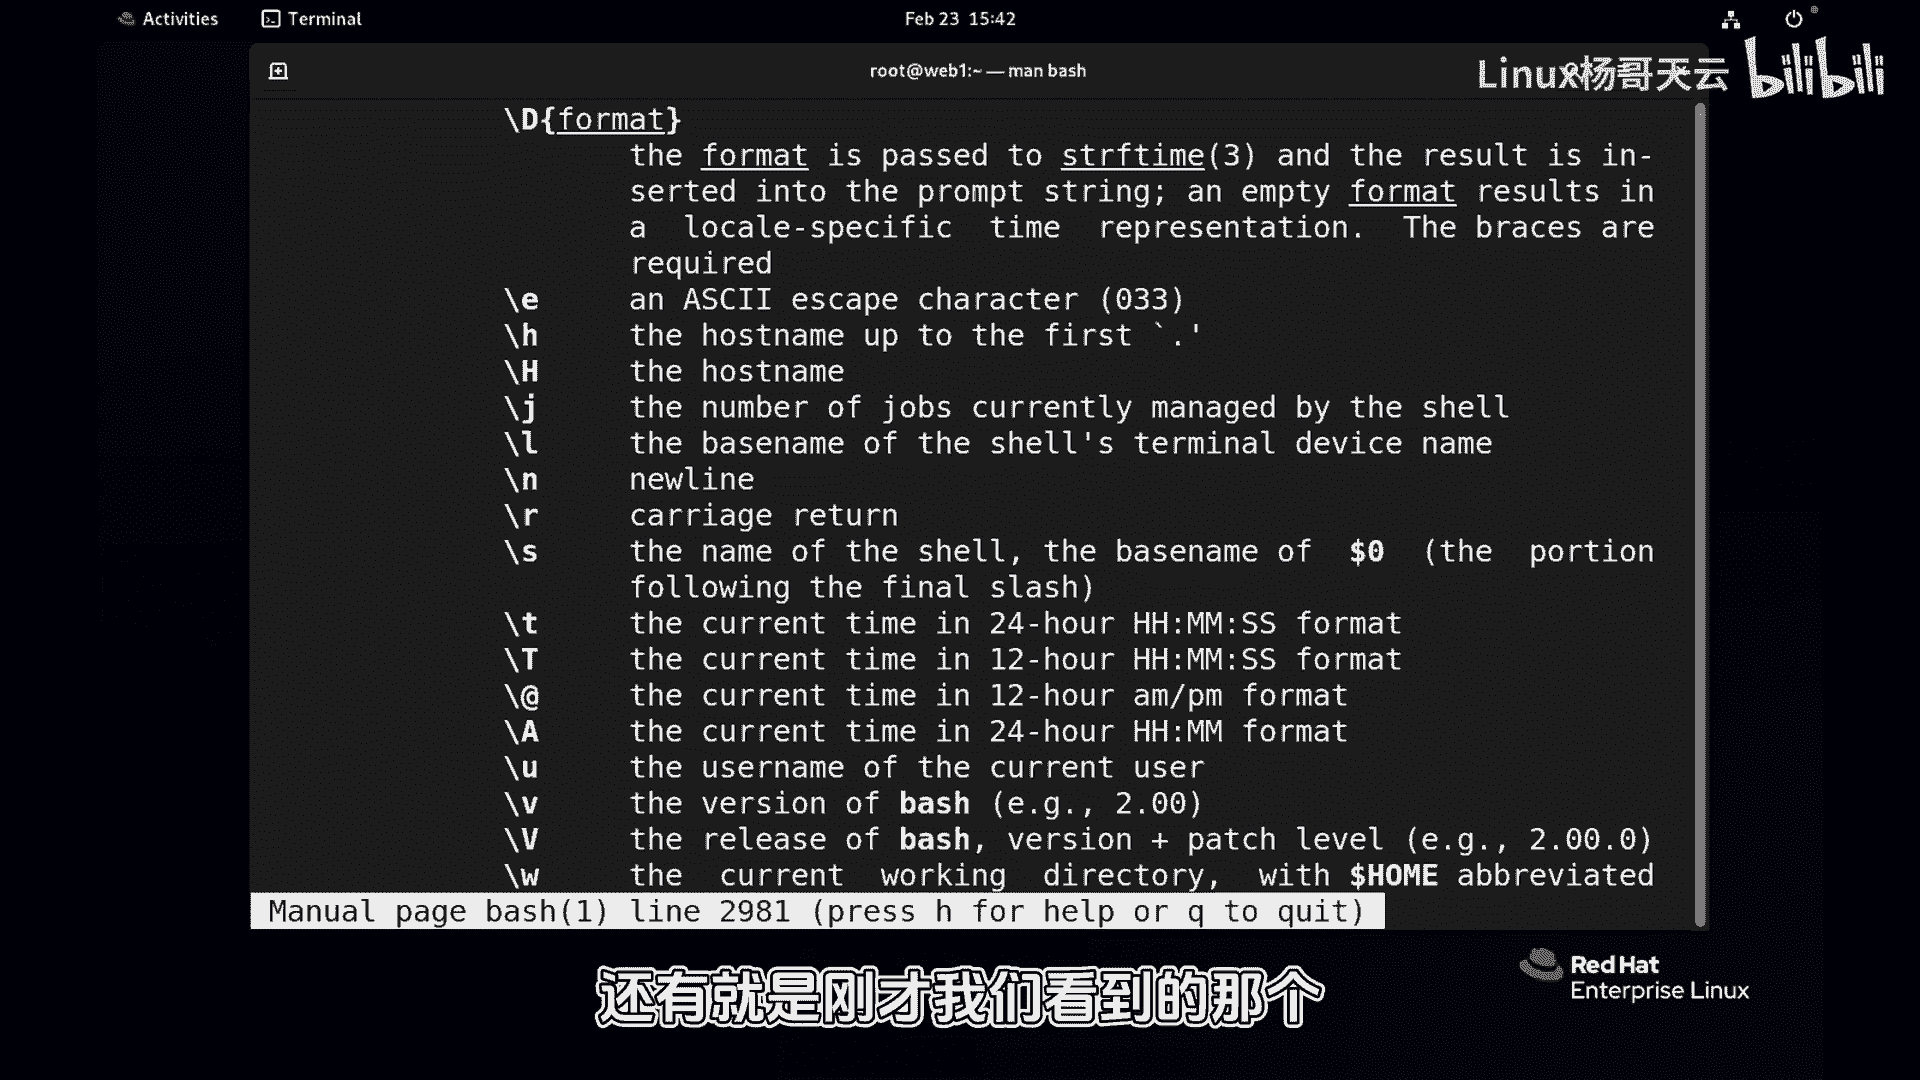 Activities Terminal Feb 23 15:42
root@web1:~ — man bash
Linux杨哥天云 bilibili
\D{format}
the format is passed to strftime(3) and the result is in-
serted into the prompt string; an empty format results in
a locale-specific time representation. The braces are
required
\e an ASCII escape character (033)
\h the hostname up to the first `.'
\H the hostname
\j the number of jobs currently managed by the shell
\l the basename of the shell's terminal device name
\n newline
\r carriage return
\s the name of the shell, the basename of $0 (the portion
following the final slash)
\t the current time in 24-hour HH:MM:SS format
\T the current time in 12-hour HH:MM:SS format
\@ the current time in 12-hour am/pm format
\A the current time in 24-hour HH:MM format
\u the username of the current user
\v the version of bash (e.g., 2.00)
\V the release of bash, version + patch level (e.g., 2.00.0)
\w the current working directory, with $HOME abbreviated
Manual page bash(1) line 2981 (press h for help or q to quit)
Red Hat
Enterprise Linux
还有就是刚才我们看到的那个